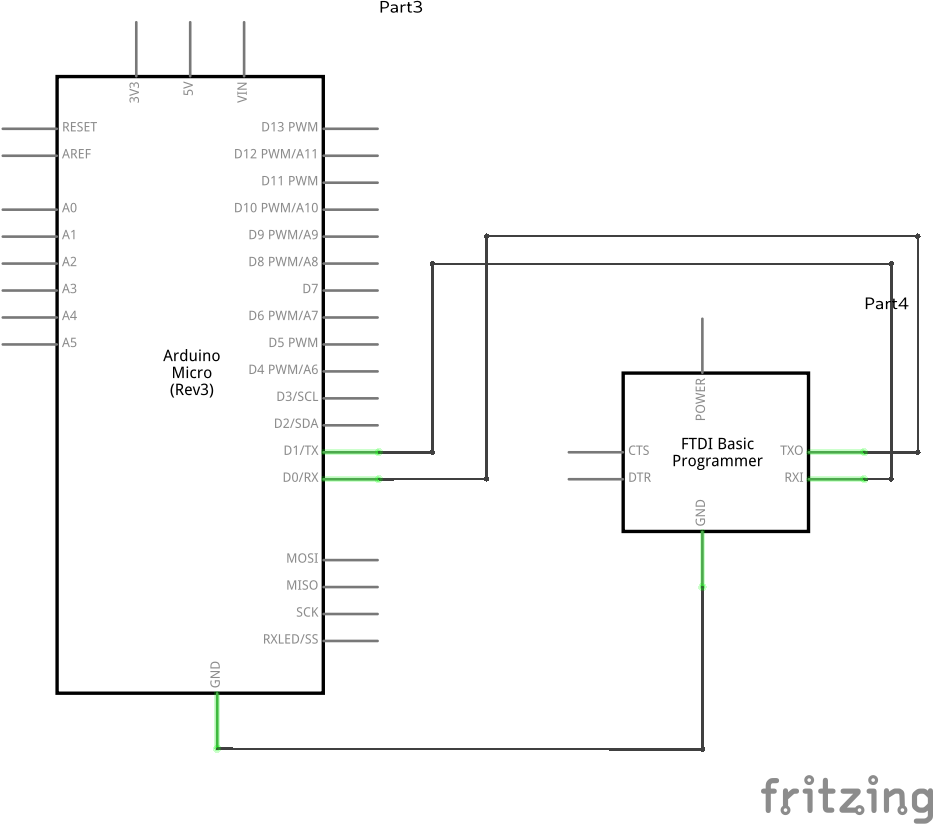 Part3
3V3
5V
VIN
RESET
AREF
A0
A1
A2
A3
A4
A5
D13 PWM
D12 PWM/A11
D11 PWM
D10 PWM/A10
D9 PWM/A9
D8 PWM/A8
D7
D6 PWM/A7
D5 PWM
D4 PWM/A6
D3/SCL
D2/SDA
D1/TX
D0/RX
MOSI
MISO
SCK
RXLED/SS
Arduino
Micro
(Rev3)
GND
Part4
POWER
CTS
DTR
FTDI Basic
Programmer
TXO
RXI
GND
fritzing